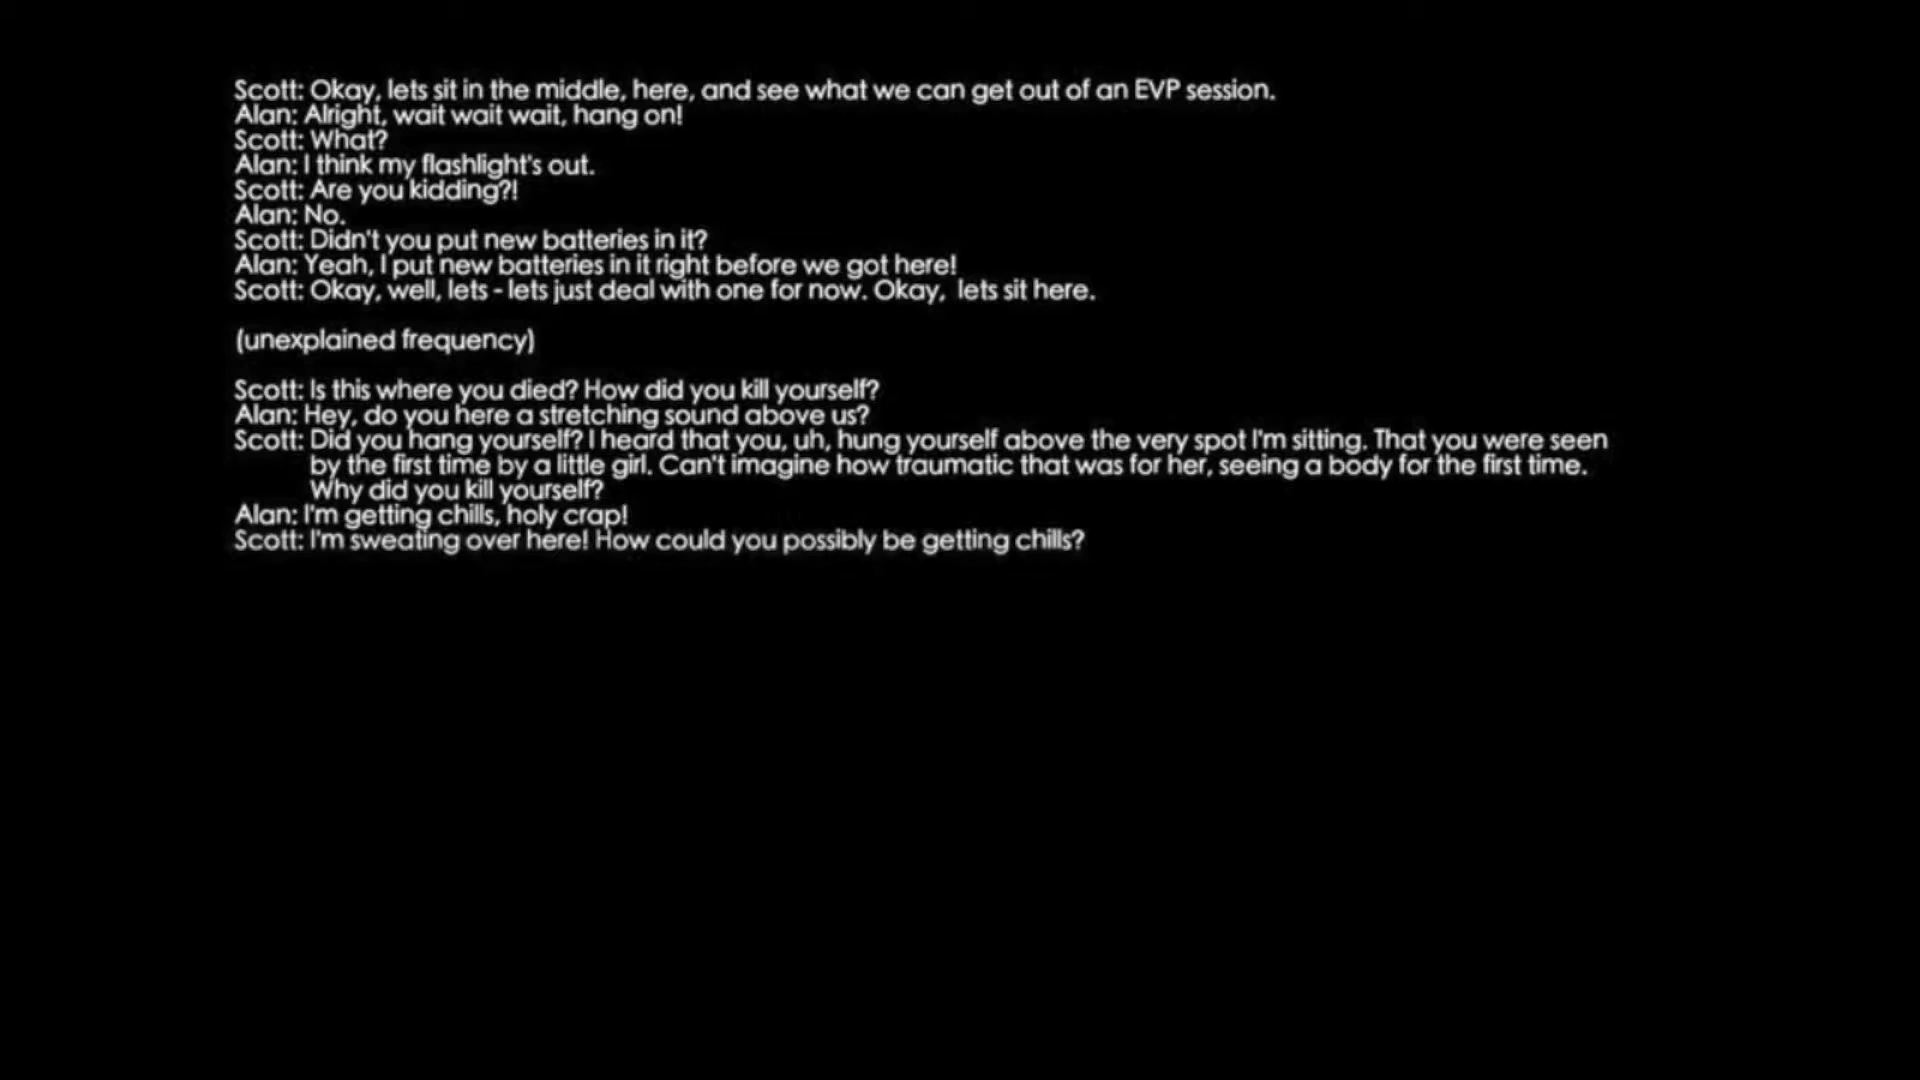 Scott: Okay, lets sit in the middle, here, and see what we can get out of an EVP session.
Alan: Alright, wait wait wait, hang on!
Scott: What?
Alan: I think my flashlight's out.
Scott: Are you kidding?!
Alan: No.
Scott: Didn't you put new batteries in it?
Alan: Yeah, I put new batteries in it right before we got here!
Scott: Okay, well, lets - lets just deal with one for now. Okay, lets sit here.
(unexplained frequency)
Scott: Is this where you died? How did you kill yourself?
Alan: Hey, do you here a stretching sound above us?
Scott: Did you hang yourself? I heard that you, uh, hung yourself above the very spot I'm sitting. That you were seen
by the first time by a little girl. Can't imagine how traumatic that was for her, seeing a body for the first time.
Why did you kill yourself?
Alan: I'm getting chills, holy crap!
Scott: I'm sweating over here! How could you possibly be getting chills?